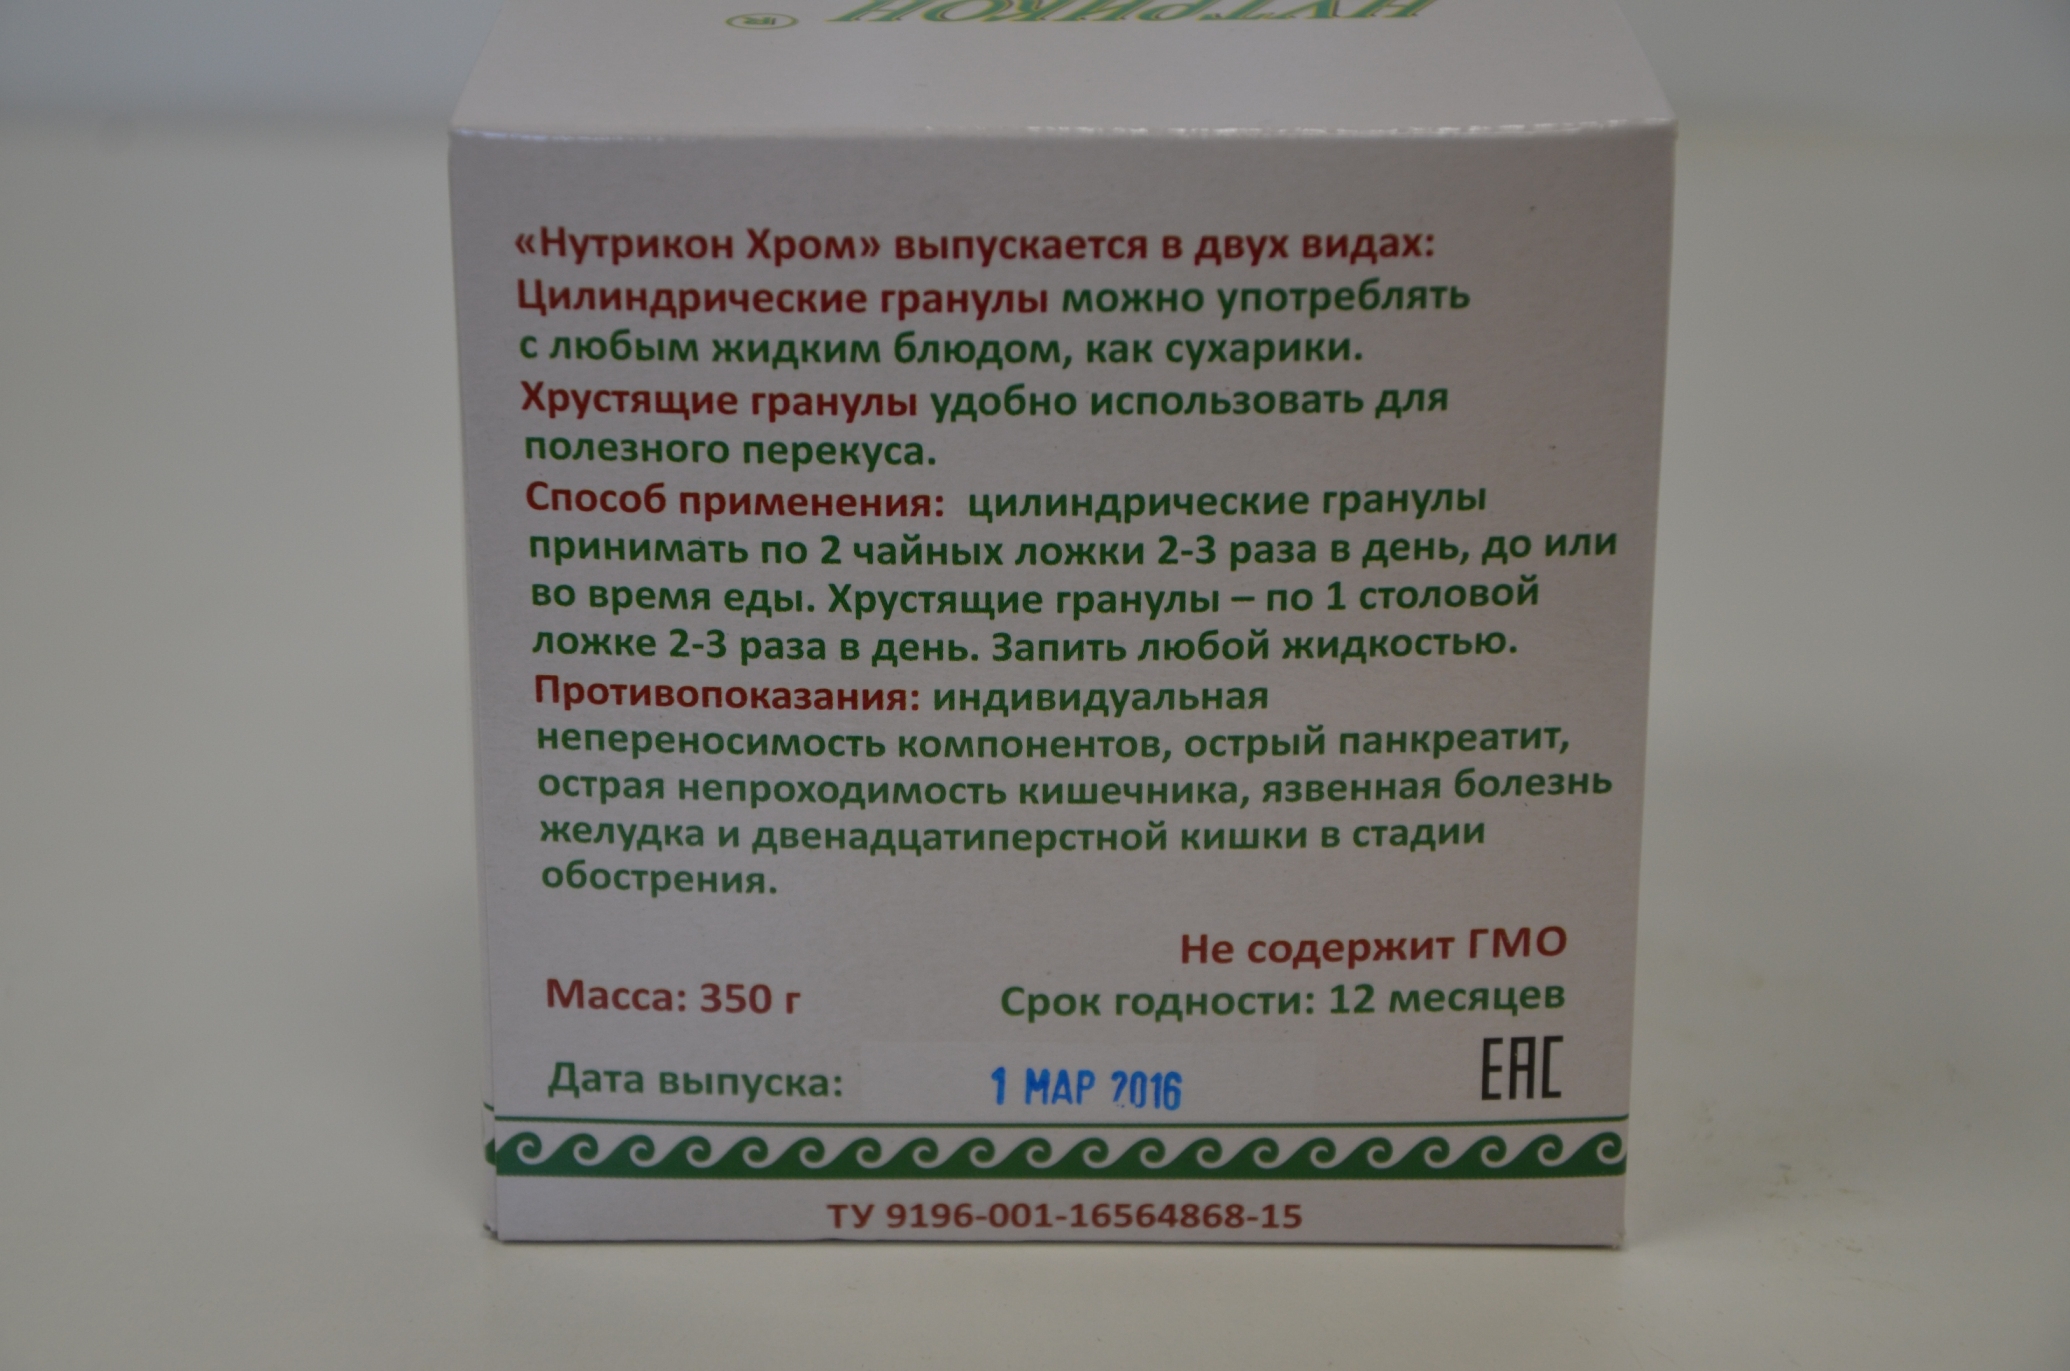 НУТРИКОН ®
«Нутрикон Хром» выпускается в двух видах:
Цилиндрические гранулы можно употреблять
с любым жидким блюдом, как сухарики.
Хрустящие гранулы удобно использовать для
полезного перекуса.
Способ применения: цилиндрические гранулы
принимать по 2 чайных ложки 2-3 раза в день, до или
во время еды. Хрустящие гранулы – по 1 столовой
ложке 2-3 раза в день. Запить любой жидкостью.
Противопоказания: индивидуальная
непереносимость компонентов, острый панкреатит,
острая непроходимость кишечника, язвенная болезнь
желудка и двенадцатиперстной кишки в стадии
обострения.
Не содержит ГМО
Масса: 350 г Срок годности: 12 месяцев
Дата выпуска: 1 МАР 2016 ЕАС
ТУ 9196-001-16564868-15